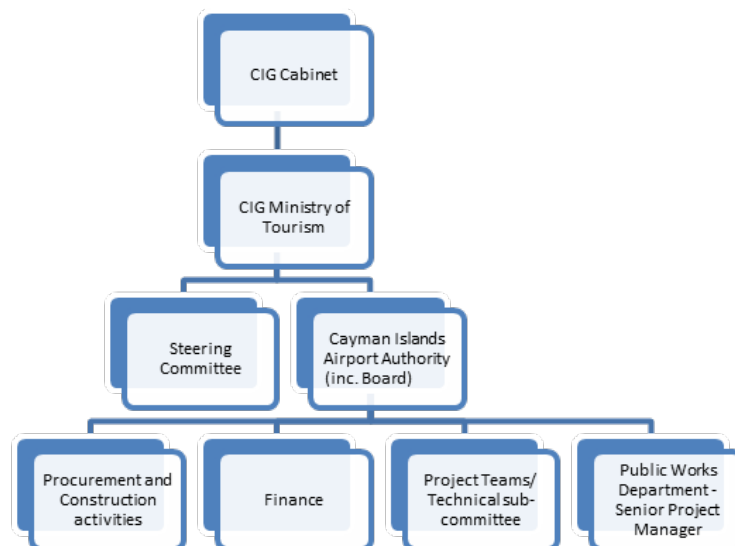 CIG Cabinet
CIG Ministry of
Tourism
Steering
Committee
Cayman Islands
Airport Authority
(inc. Board)
Procurement and
Construction
activities
Finance
Project Teams/
Technical sub-
committee
Public Works
Department -
Senior Project
Manager